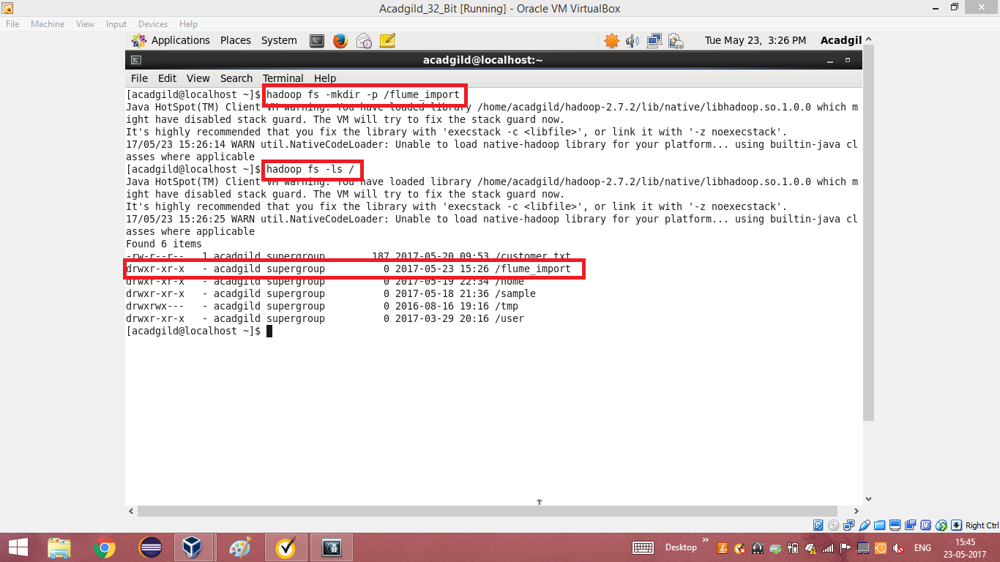 Acadgild_32_Bit [Running] - Oracle VM VirtualBox
File Machine View Input Devices Help
Applications Places System Tue May 23, 3:26 PM Acadgil
acadgild@localhost:~
File Edit View Search Terminal Help
[acadgild@localhost ~]$ hadoop fs -mkdir -p /flume_import
Java HotSpot(TM) Client VM warning: You have loaded library /home/acadgild/hadoop-2.7.2/lib/native/libhadoop.so.1.0.0 which m
ight have disabled stack guard. The VM will try to fix the stack guard now.
It's highly recommended that you fix the library with 'execstack -c <libfile>', or link it with '-z noexecstack'.
17/05/23 15:26:14 WARN util.NativeCodeLoader: Unable to load native-hadoop library for your platform... using builtin-java cl
asses where applicable
[acadgild@localhost ~]$ hadoop fs -ls /
Java HotSpot(TM) Client VM warning: You have loaded library /home/acadgild/hadoop-2.7.2/lib/native/libhadoop.so.1.0.0 which m
ight have disabled stack guard. The VM will try to fix the stack guard now.
It's highly recommended that you fix the library with 'execstack -c <libfile>', or link it with '-z noexecstack'.
17/05/23 15:26:25 WARN util.NativeCodeLoader: Unable to load native-hadoop library for your platform... using builtin-java cl
asses where applicable
Found 6 items
-rw-r--r-- 1 acadgild supergroup 187 2017-05-20 09:53 /customer.txt
drwxr-xr-x - acadgild supergroup 0 2017-05-23 15:26 /flume_import
drwxr-xr-x - acadgild supergroup 0 2017-05-19 22:34 /home
drwxr-xr-x - acadgild supergroup 0 2017-05-18 21:36 /sample
drwxrwx--- - acadgild supergroup 0 2016-08-16 19:16 /tmp
drwxr-xr-x - acadgild supergroup 0 2017-03-29 20:16 /user
[acadgild@localhost ~]$
Right Ctrl
Desktop ENG 15:45
23-05-2017